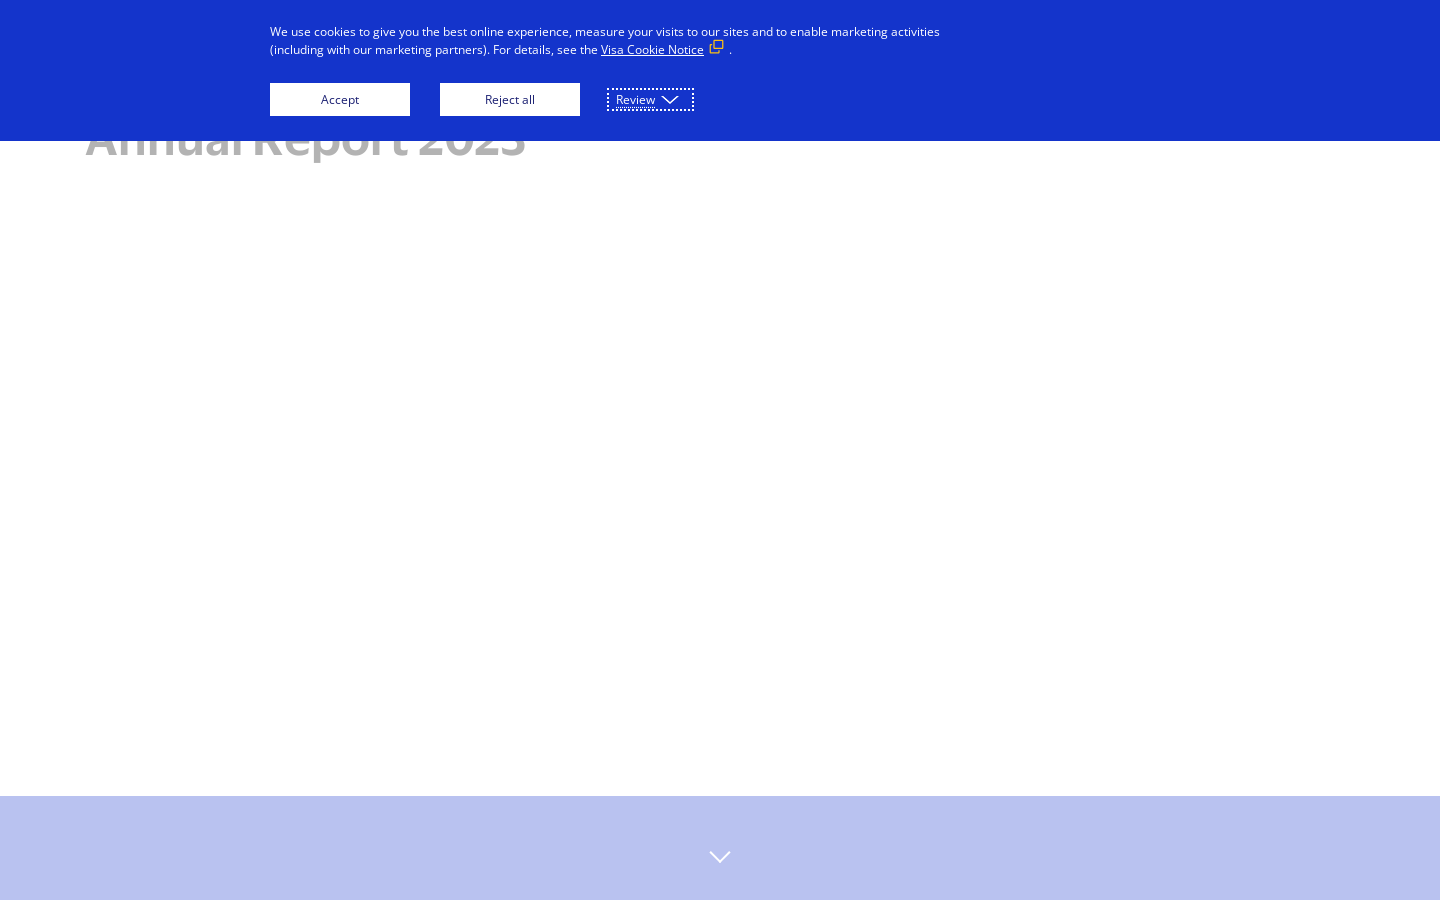 We use cookies to give you the best online experience, measure your visits to our sites and to enable marketing activities
(including with our marketing partners). For details, see the Visa Cookie Notice .
Accept
Reject all
Review
Annual Report 2023